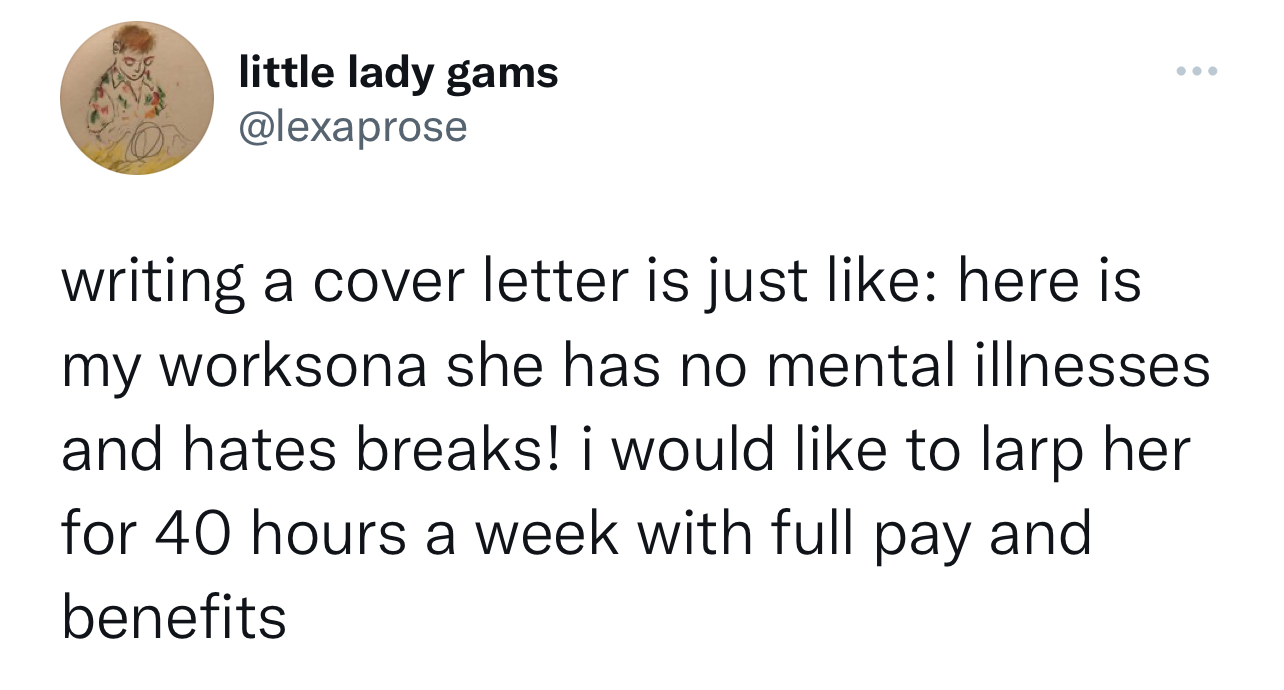 little lady gams
@lexaprose
writing a cover letter is just like: here is
my worksona she has no mental illnesses
and hates breaks! i would like to larp her
for 40 hours a week with full pay and
benefits